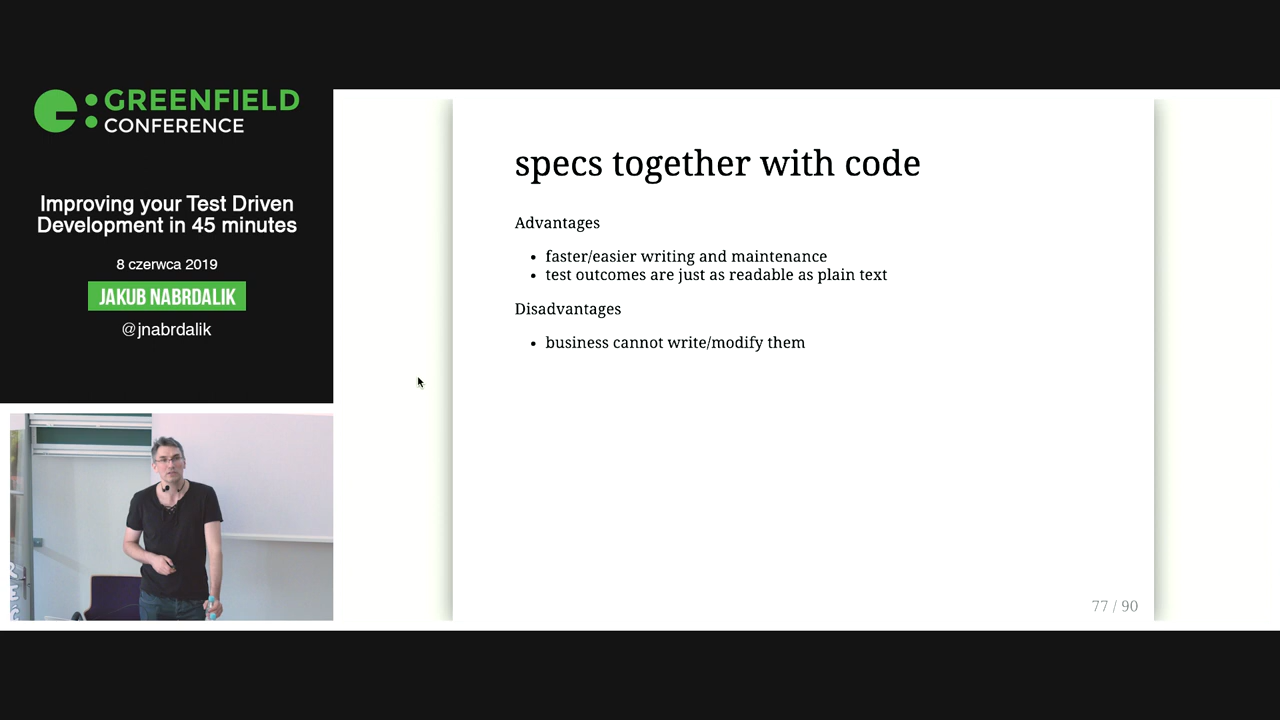 GREENFIELD
CONFERENCE
Improving your Test Driven
Development in 45 minutes
8 czerwca 2019
JAKUB NABRDALIK
@jnabrdalik
specs together with code
Advantages
faster/easier writing and maintenance
test outcomes are just as readable as plain text
Disadvantages
business cannot write/modify them
77 / 90